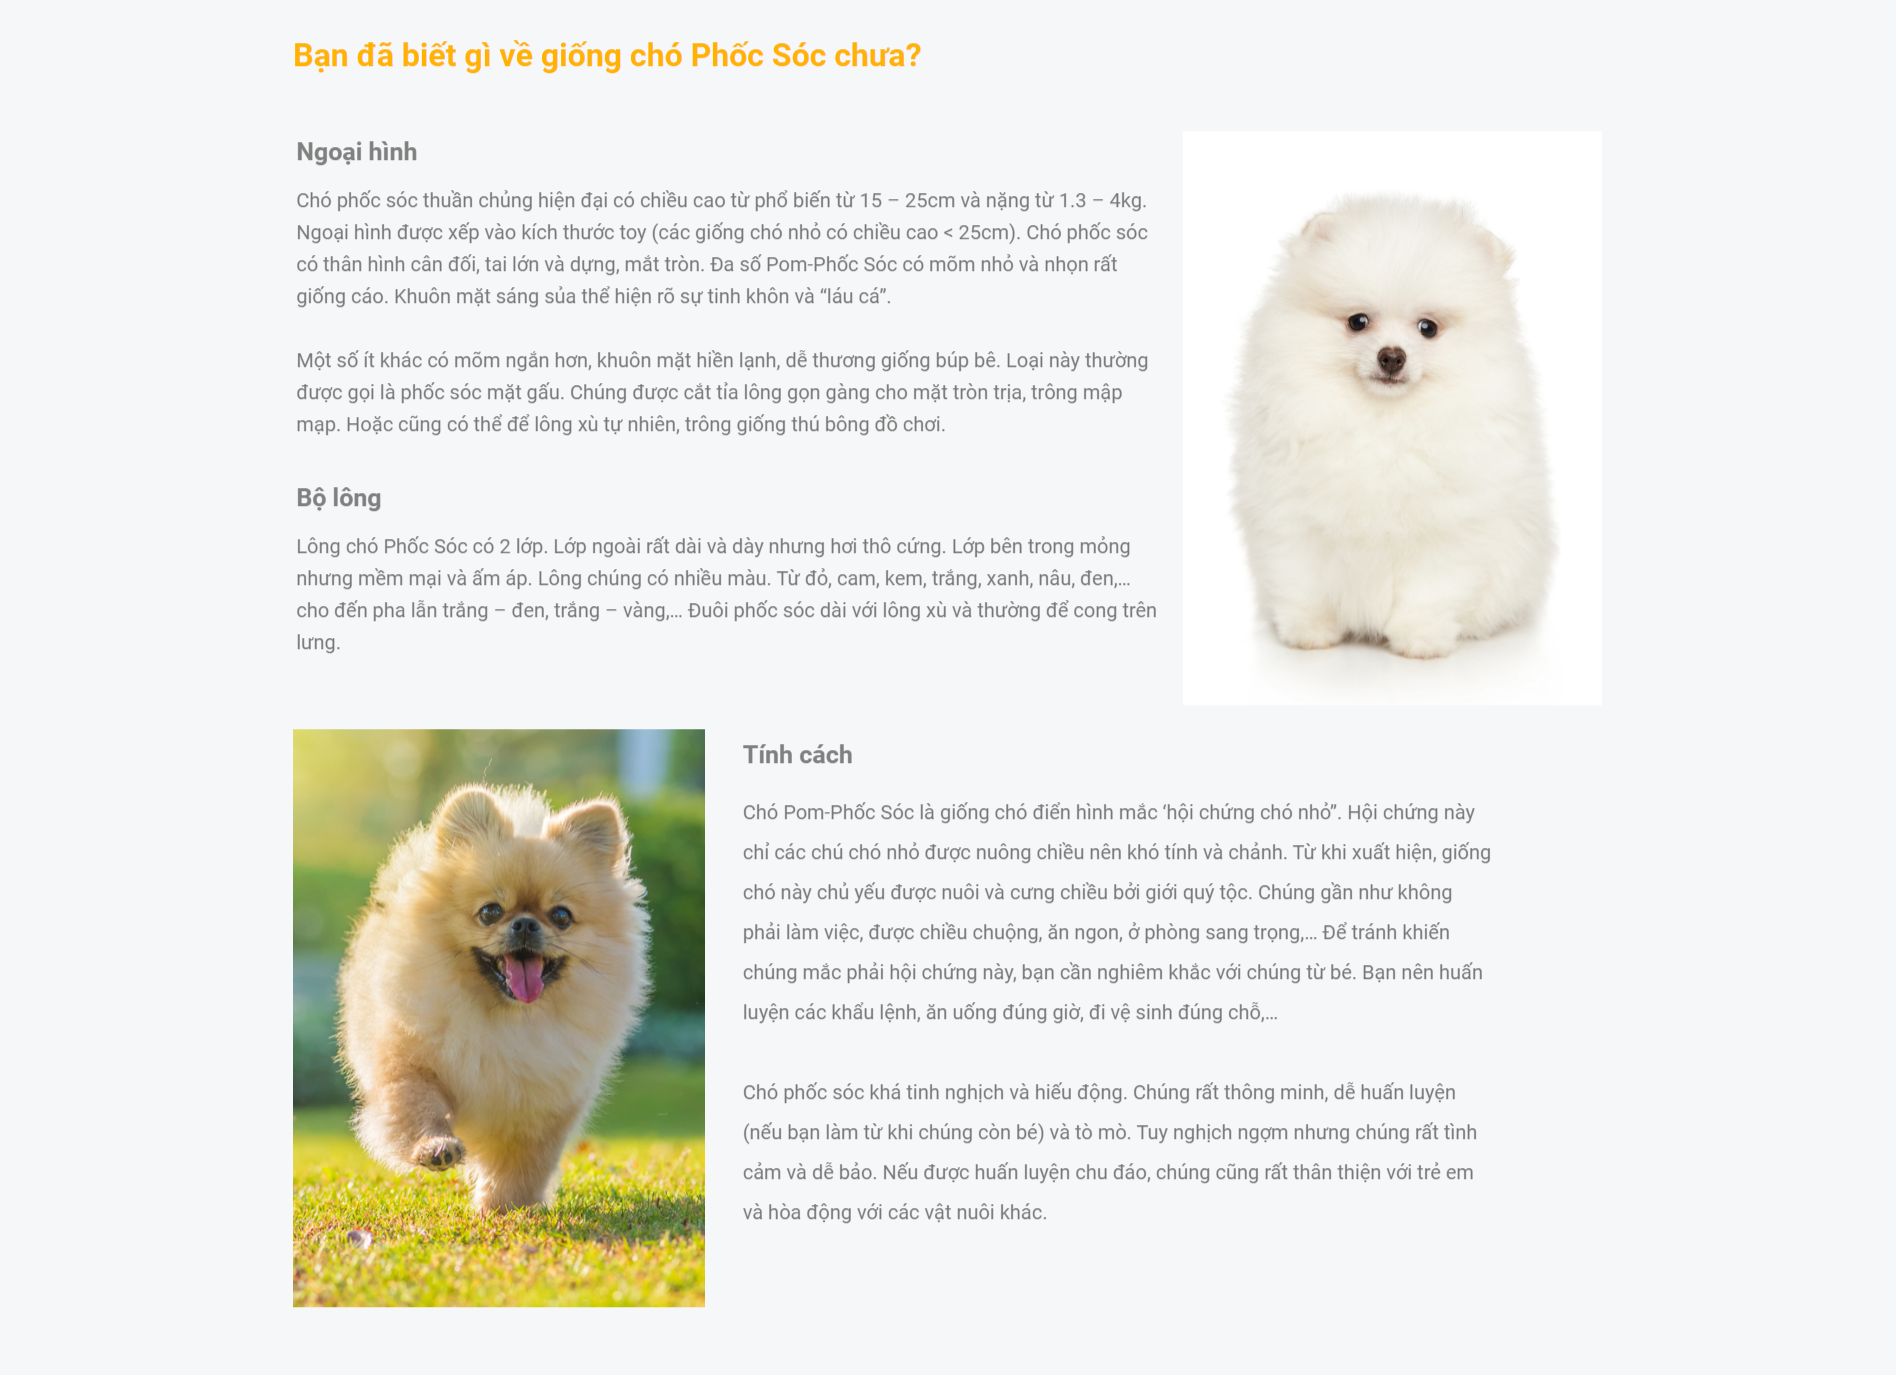 Bạn đã biết gì về giống chó Phốc Sóc chưa?
Ngoại hình
Chó phốc sóc thuần chủng hiện đại có chiều cao từ phổ biến từ 15 – 25cm và nặng từ 1.3 – 4kg.
Ngoại hình được xếp vào kích thước toy (các giống chó nhỏ có chiều cao < 25cm). Chó phốc sóc
có thân hình cân đối, tai lớn và dựng, mắt tròn. Đa số Pom-Phốc Sóc có mõm nhỏ và nhọn rất
giống cáo. Khuôn mặt sáng sủa thể hiện rõ sự tinh khôn và “láu cá”.
Một số ít khác có mõm ngắn hơn, khuôn mặt hiền lạnh, dễ thương giống búp bê. Loại này thường
được gọi là phốc sóc mặt gấu. Chúng được cắt tỉa lông gọn gàng cho mặt tròn trịa, trông mập
mạp. Hoặc cũng có thể để lông xù tự nhiên, trông giống thú bông đồ chơi.
Bộ lông
Lông chó Phốc Sóc có 2 lớp. Lớp ngoài rất dài và dày nhưng hơi thô cứng. Lớp bên trong mỏng
nhưng mềm mại và ấm áp. Lông chúng có nhiều màu. Từ đỏ, cam, kem, trắng, xanh, nâu, đen,…
cho đến pha lẫn trắng – đen, trắng – vàng,… Đuôi phốc sóc dài với lông xù và thường để cong trên
lưng.
Tính cách
Chó Pom-Phốc Sóc là giống chó điển hình mắc ‘hội chứng chó nhỏ”. Hội chứng này
chỉ các chú chó nhỏ được nuông chiều nên khó tính và chảnh. Từ khi xuất hiện, giống
chó này chủ yếu được nuôi và cưng chiều bởi giới quý tộc. Chúng gần như không
phải làm việc, được chiều chuộng, ăn ngon, ở phòng sang trọng,… Để tránh khiến
chúng mắc phải hội chứng này, bạn cần nghiêm khắc với chúng từ bé. Bạn nên huấn
luyện các khẩu lệnh, ăn uống đúng giờ, đi vệ sinh đúng chỗ,…
Chó phốc sóc khá tinh nghịch và hiếu động. Chúng rất thông minh, dễ huấn luyện
(nếu bạn làm từ khi chúng còn bé) và tò mò. Tuy nghịch ngợm nhưng chúng rất tình
cảm và dễ bảo. Nếu được huấn luyện chu đáo, chúng cũng rất thân thiện với trẻ em
và hòa động với các vật nuôi khác.